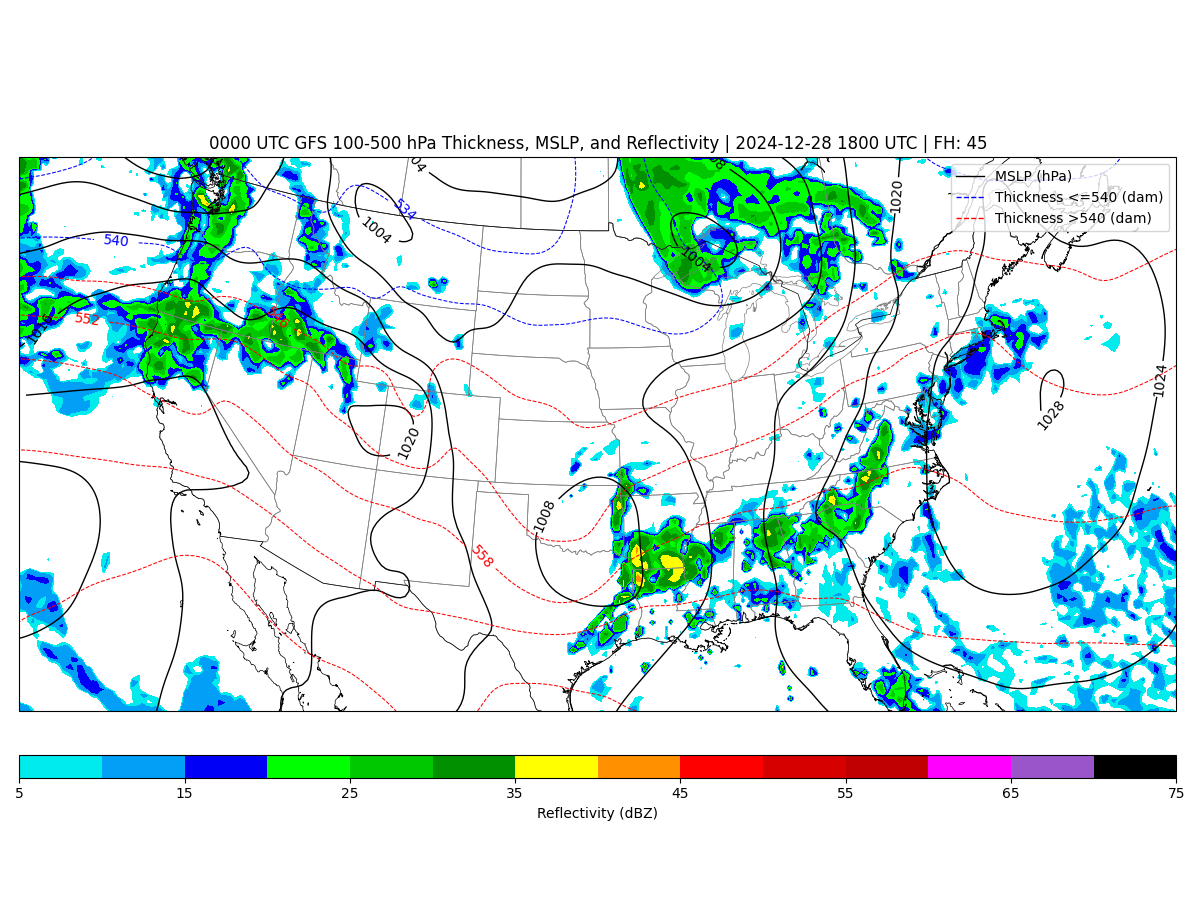 0000 UTC GFS 100-500 hPa Thickness, MSLP, and Reflectivity | 2024-12-28 1800 UTC | FH: 45
MSLP (hPa)
Thickness <=540 (dam)
Thickness >540 (dam)
1020
534
1004
540
1004
552
1024
1028
1020
1008
558
5 15 25 35 45 55 65 75
Reflectivity (dBZ)